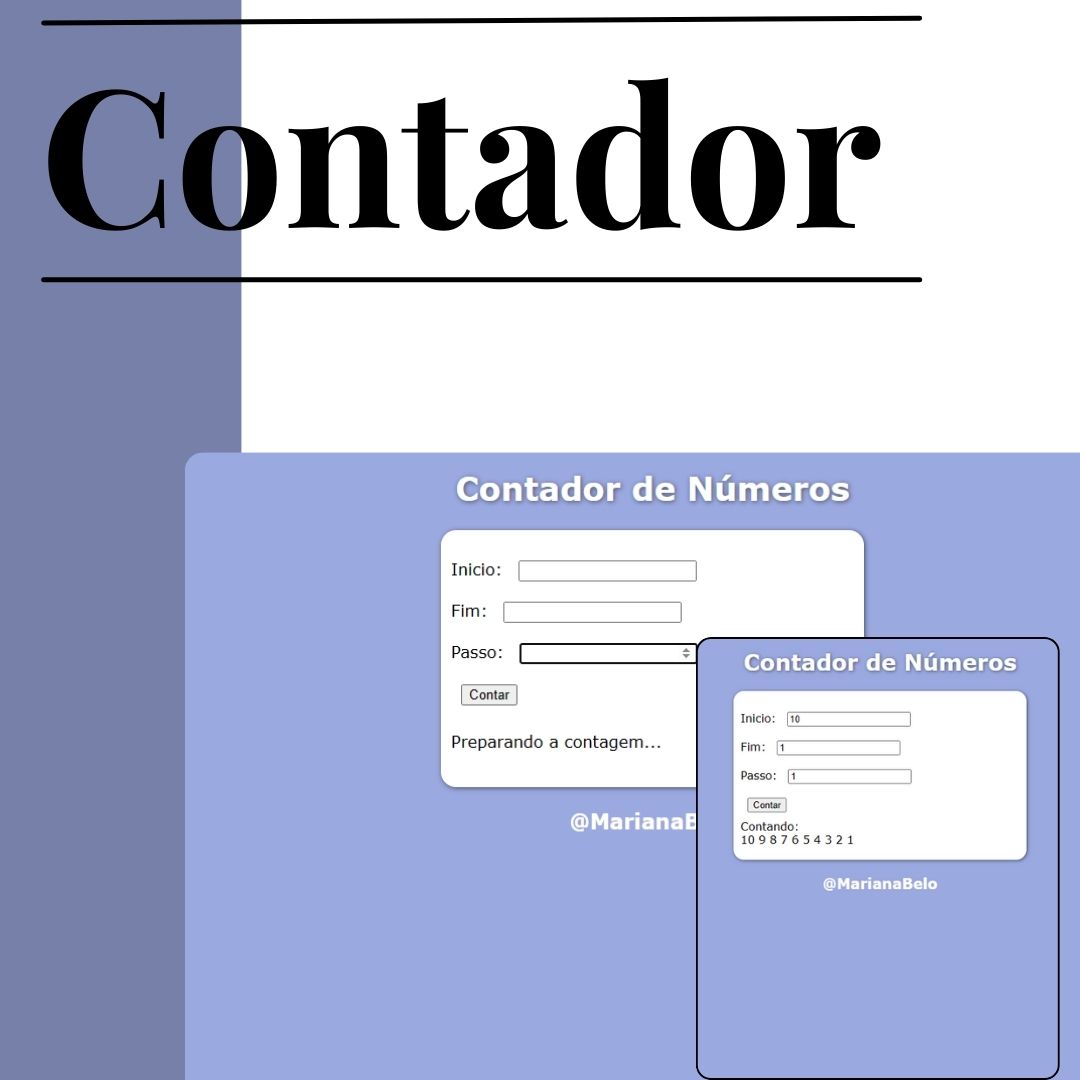 Contador
Contador de Números
Inicio:
Fim:
Passo:
Contar
Preparando a contagem...
@MarianaB
Contador de Números
Inicio: 10
Fim: 1
Passo: 1
Contar
Contando:
10 9 8 7 6 5 4 3 2 1
@MarianaBelo